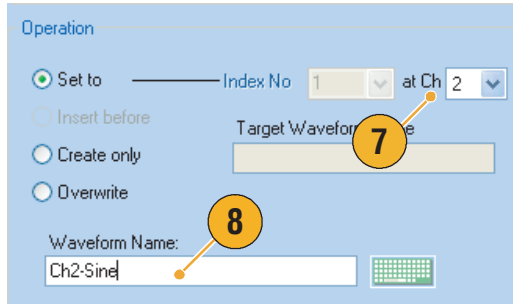 Operation
Set to Index No 1 at Ch 2
Insert before
Target Wavefor
7
Create only
Overwrite
8
Waveform Name:
Ch2-Sine